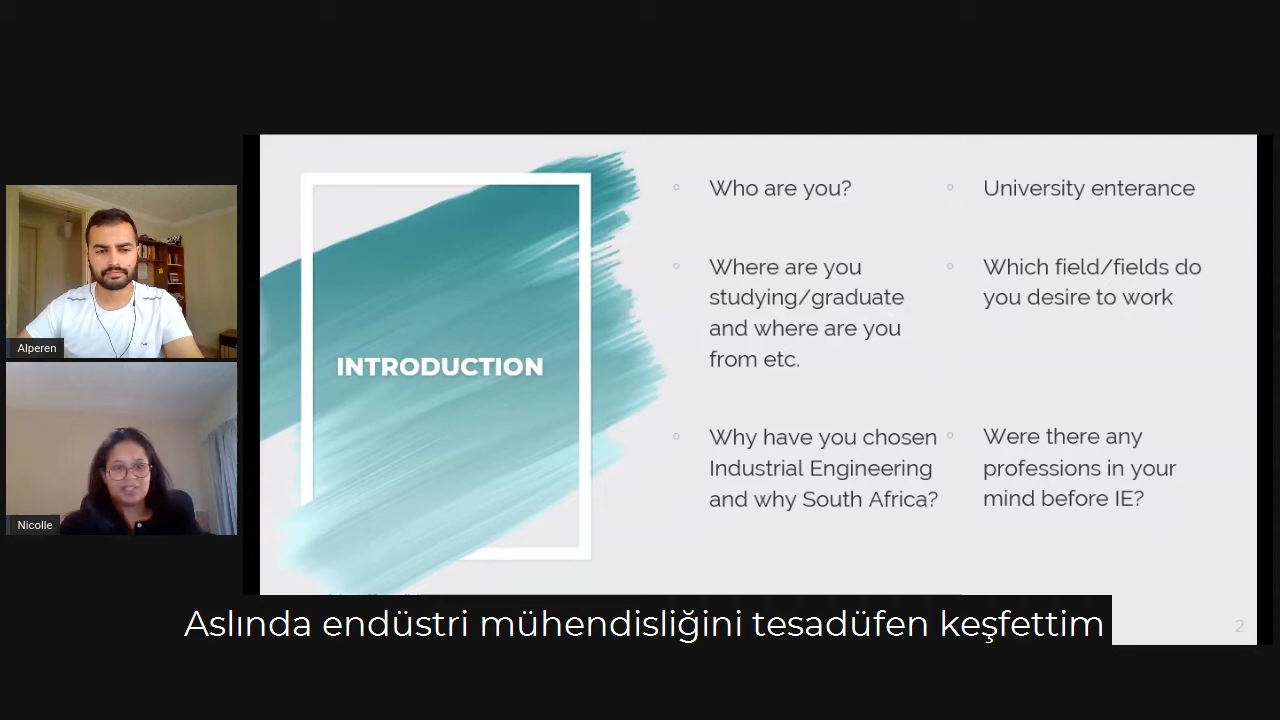 Alperen
Nicolle
INTRODUCTION
Who are you?
Where are you
studying/graduate
and where are you
from etc.
Why have you chosen
Industrial Engineering
and why South Africa?
University enterance
Which field/fields do
you desire to work
Were there any
professions in your
mind before IE?
Aslında endüstri mühendisliğini tesadüfen keşfettim
2